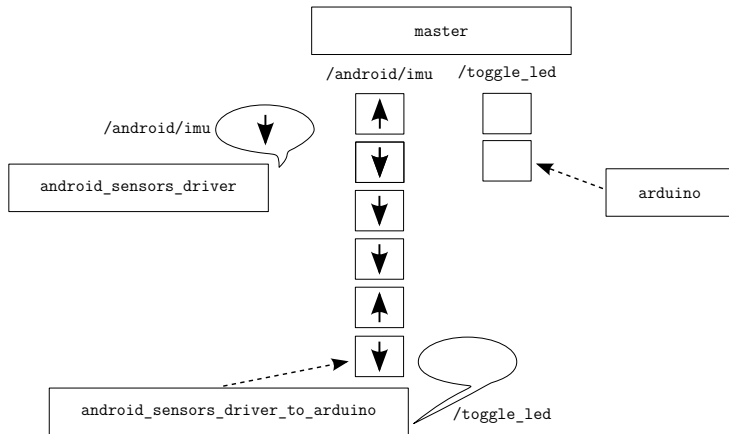 master
/android/imu
/toggle_led
/android/imu
android_sensors_driver
arduino
android_sensors_driver_to_arduino
/toggle_led